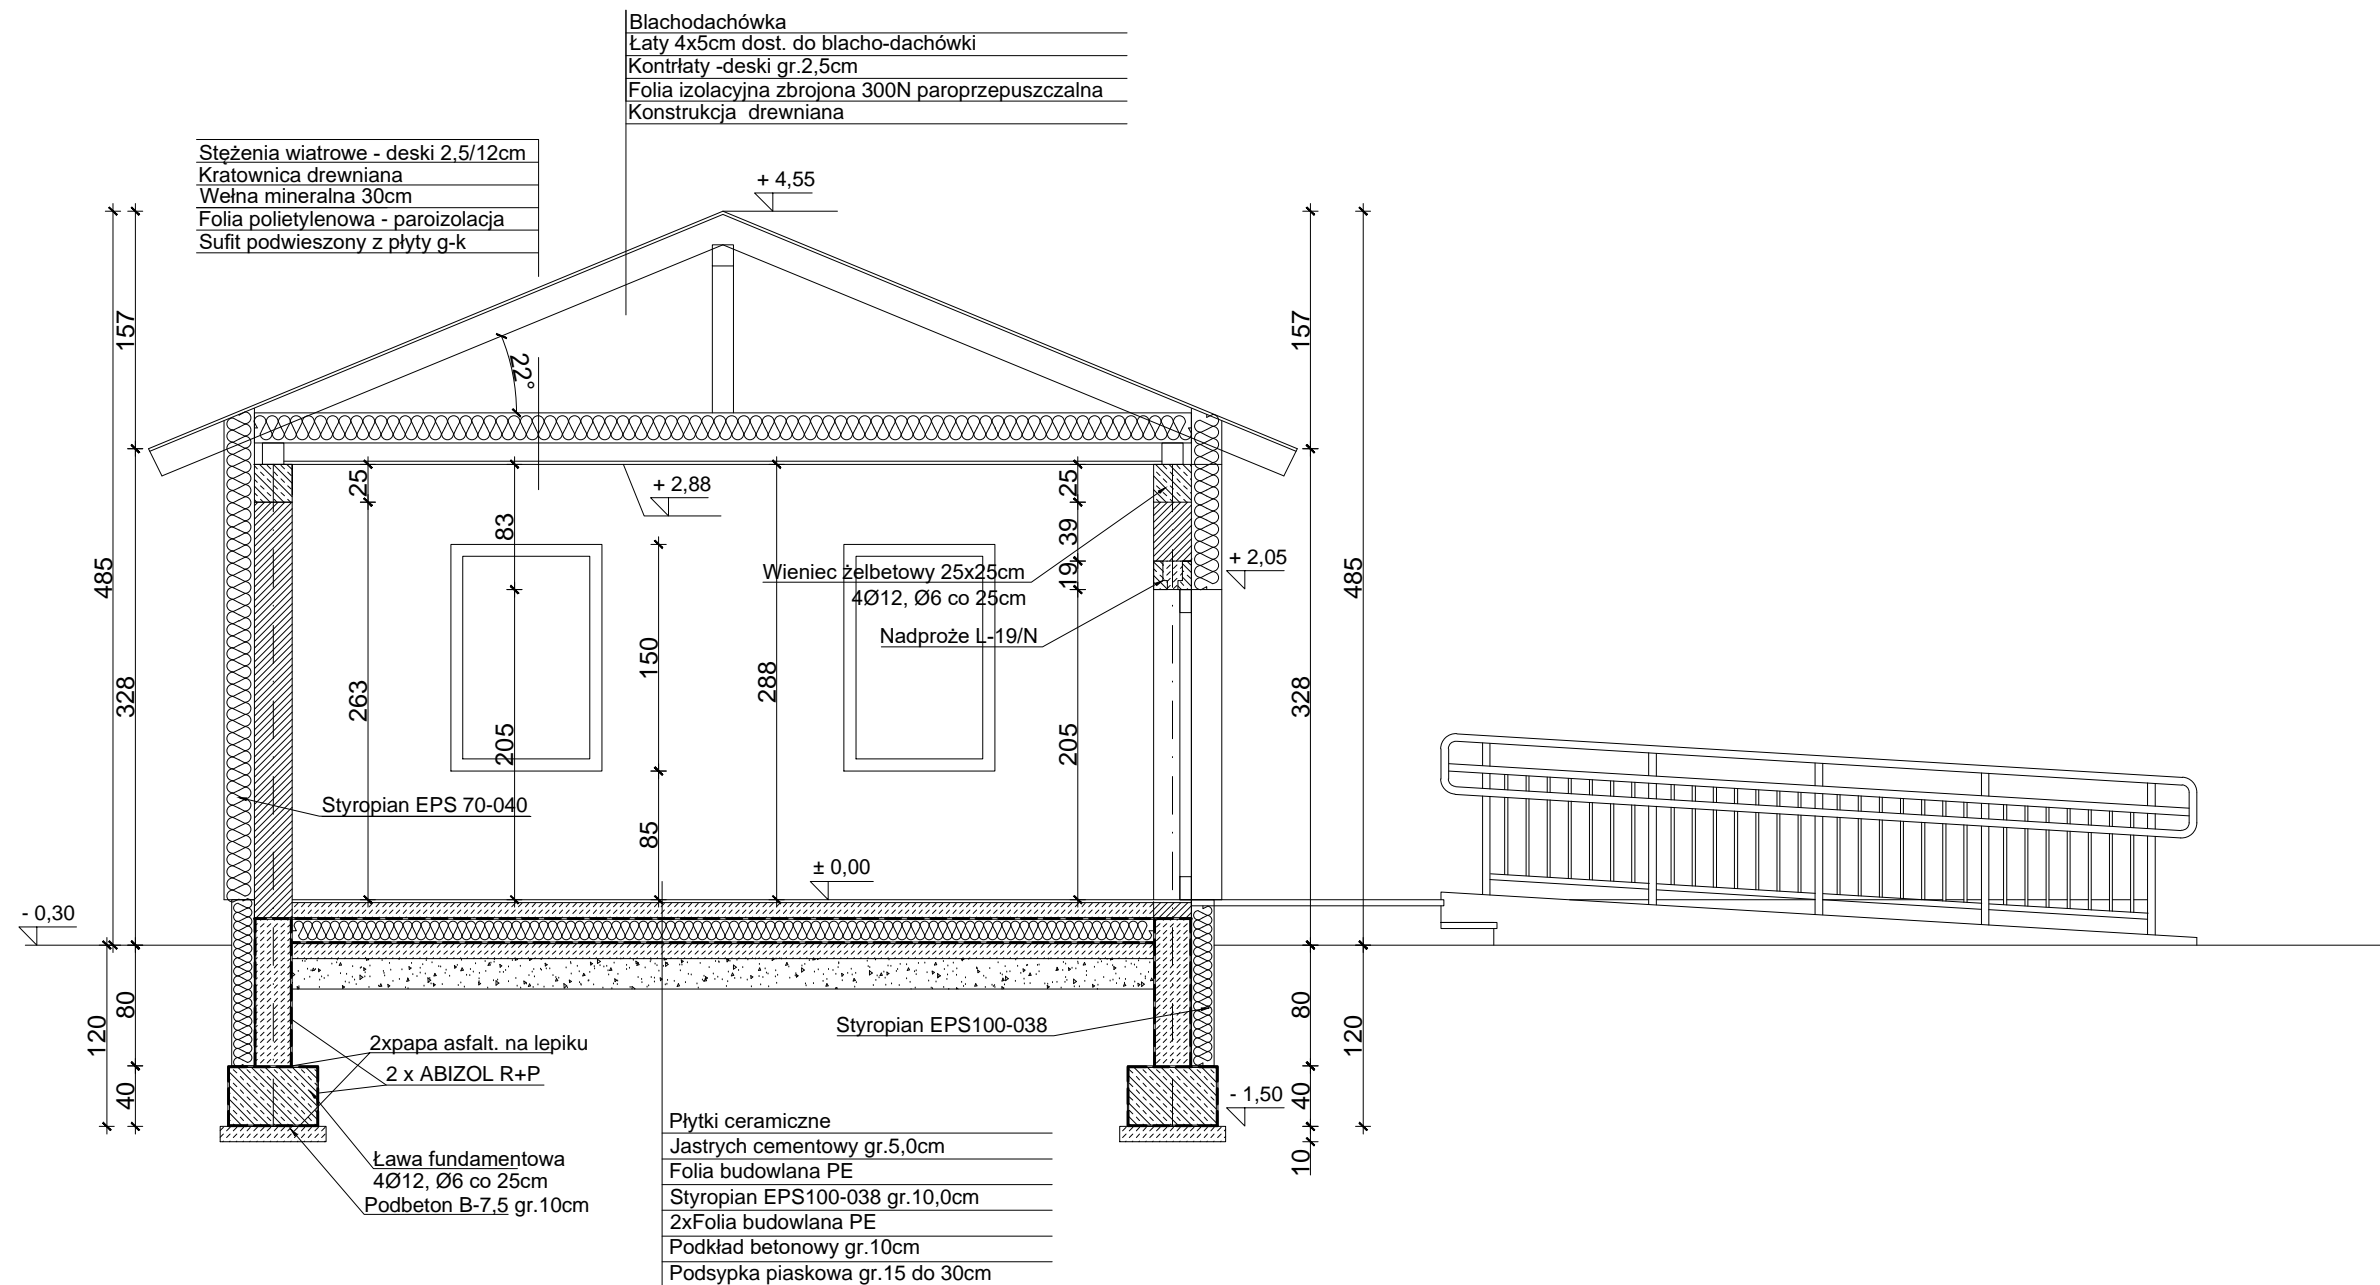 Blachodachówka
Łaty 4x5cm dost. do blacho-dachówki
Kontrłaty -deski gr.2,5cm
Folia izolacyjna zbrojona 300N paroprzepuszczalna
Konstrukcja drewniana
Stężenia wiatrowe - deski 2,5/12cm
Kratownica drewniana
Wełna mineralna 30cm
Folia polietylenowa - paroizolacja
Sufit podwieszony z płyty g-k
+ 4,55
157
157
22°
25
83
+ 2,88
25
39
19
+ 2,05
485
328
263
205
150
85
288
205
328
485
Wieniec żelbetowy 25x25cm
4Ø12, Ø6 co 25cm
Nadproże L-19/N
Styropian EPS 70-040
± 0,00
- 0,30
120
80
40
80
120
40
10
Styropian EPS100-038
2xpapa asfalt. na lepiku
2 x ABIZOL R+P
- 1,50
Ława fundamentowa
4Ø12, Ø6 co 25cm
Podbeton B-7,5 gr.10cm
Płytki ceramiczne
Jastrych cementowy gr.5,0cm
Folia budowlana PE
Styropian EPS100-038 gr.10,0cm
2xFolia budowlana PE
Podkład betonowy gr.10cm
Podsypka piaskowa gr.15 do 30cm